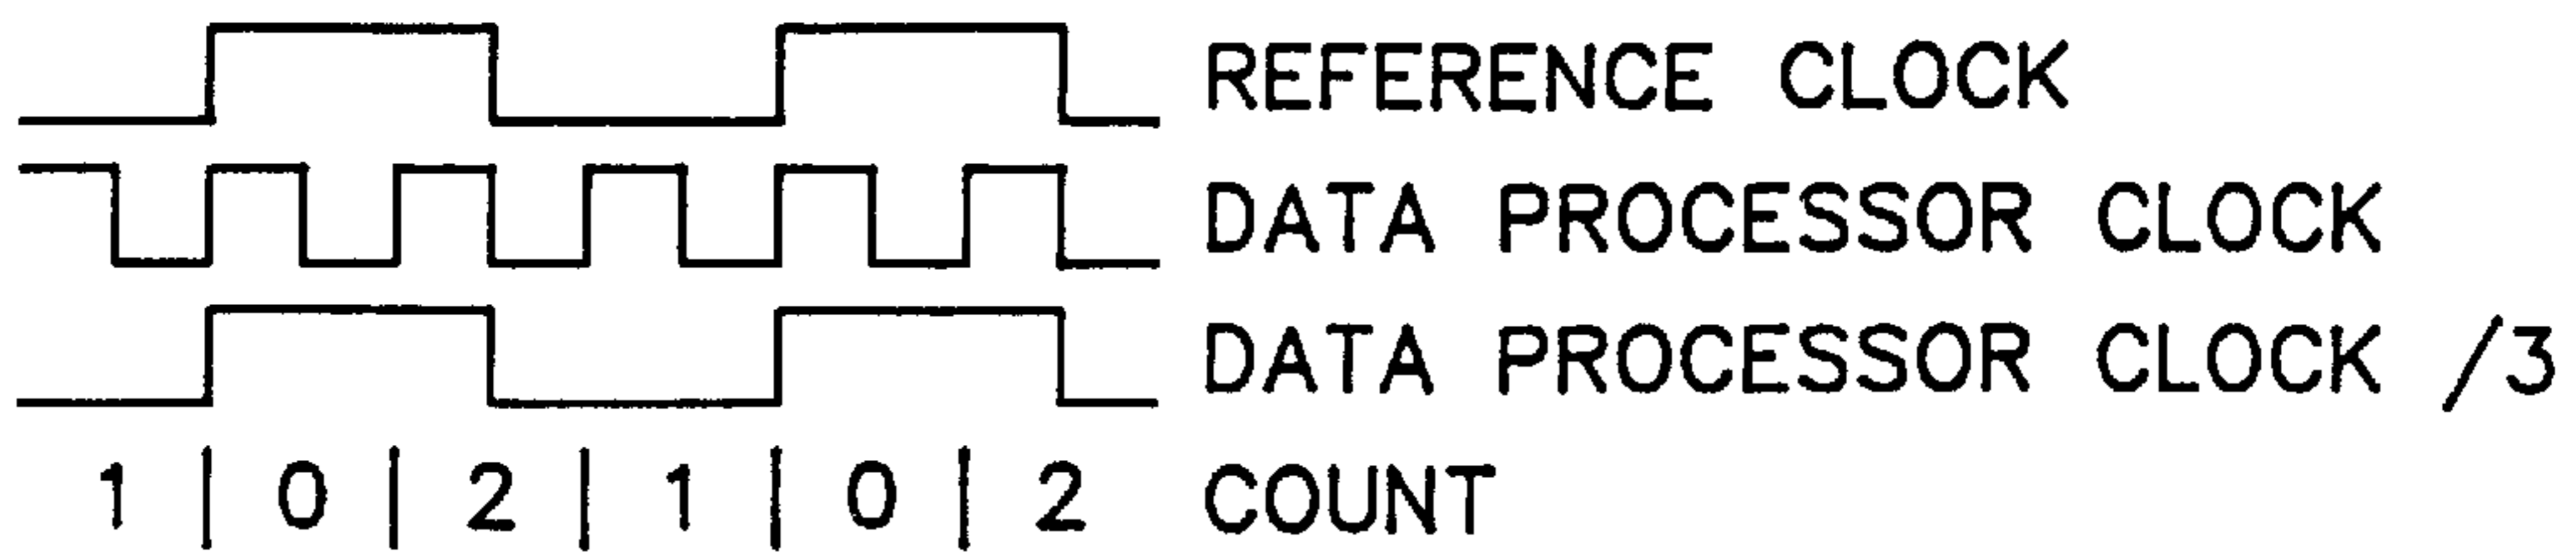 REFERENCE CLOCK
DATA PROCESSOR CLOCK
DATA PROCESSOR CLOCK /3
1 | 0 | 2 | 1 | 0 | 2 COUNT